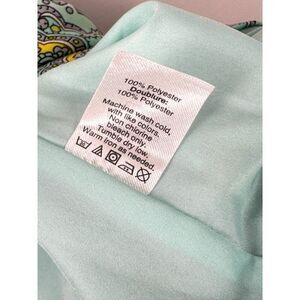 100% Polyester
Doublure:
100% Polyester
Machine wash cold,
with like colors.
Non chlorine
bleach only.
Tumble dry low.
Warm iron as needed.